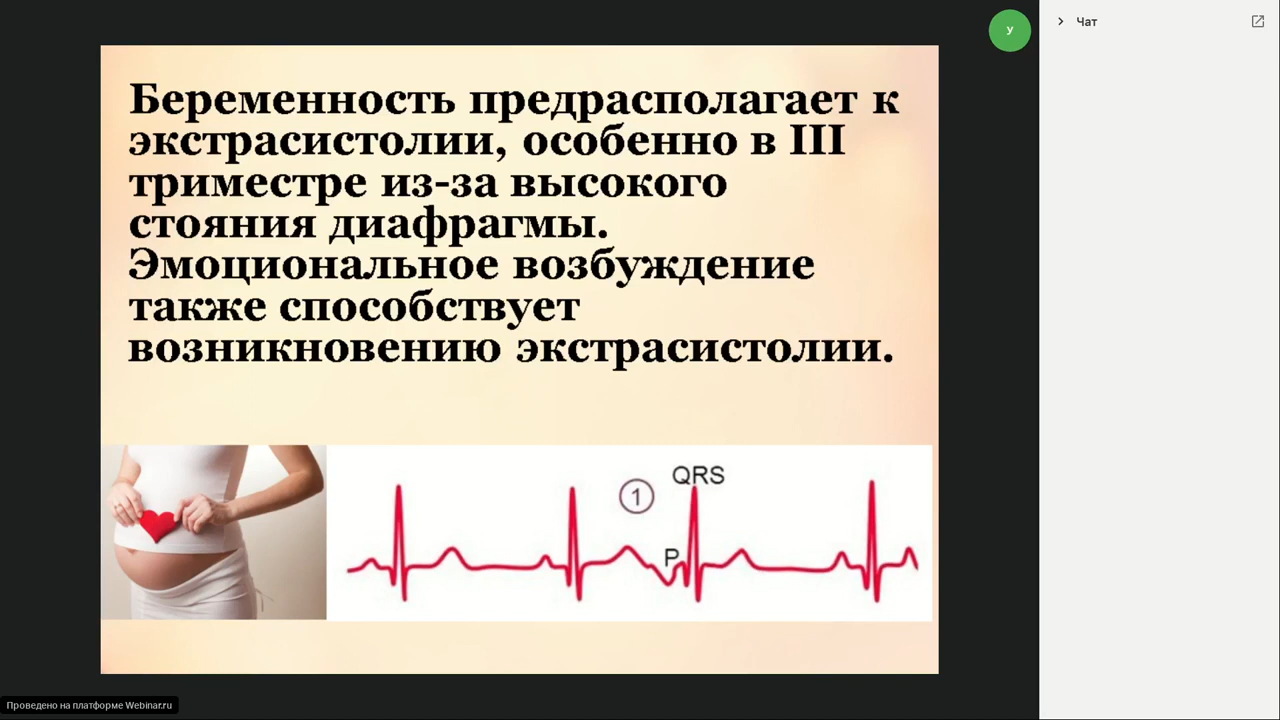 У
Чат
Беременность предрасполагает к
экстрасистолии, особенно в III
триместре из-за высокого
стояния диафрагмы.
Эмоциональное возбуждение
также способствует
возникновению экстрасистолии.
QRS
1
P
Проведено на платформе Webinar.ru